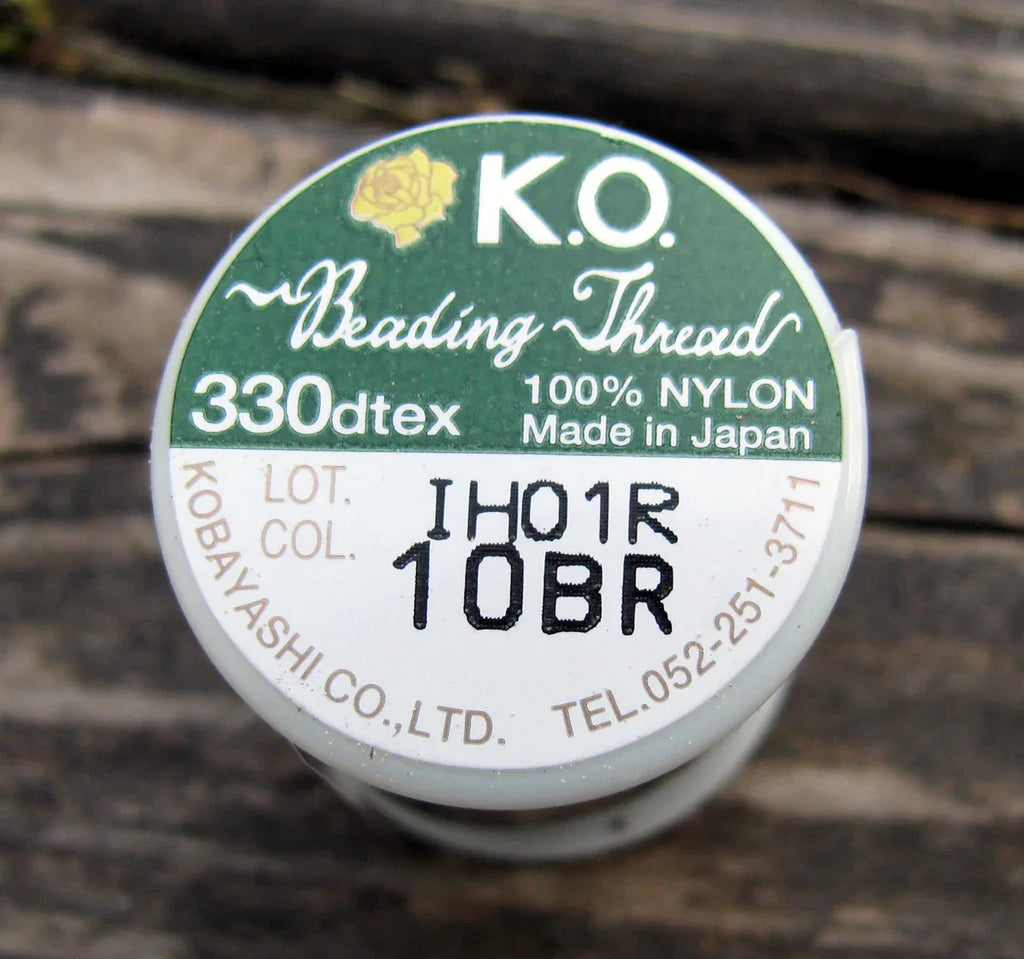 K.O.
Beading Thread
330dtex
100% NYLON
Made in Japan
LOT. IH01R
COL. 10BR
KOBAYASHI CO.,LTD.
TEL.052-251-3711